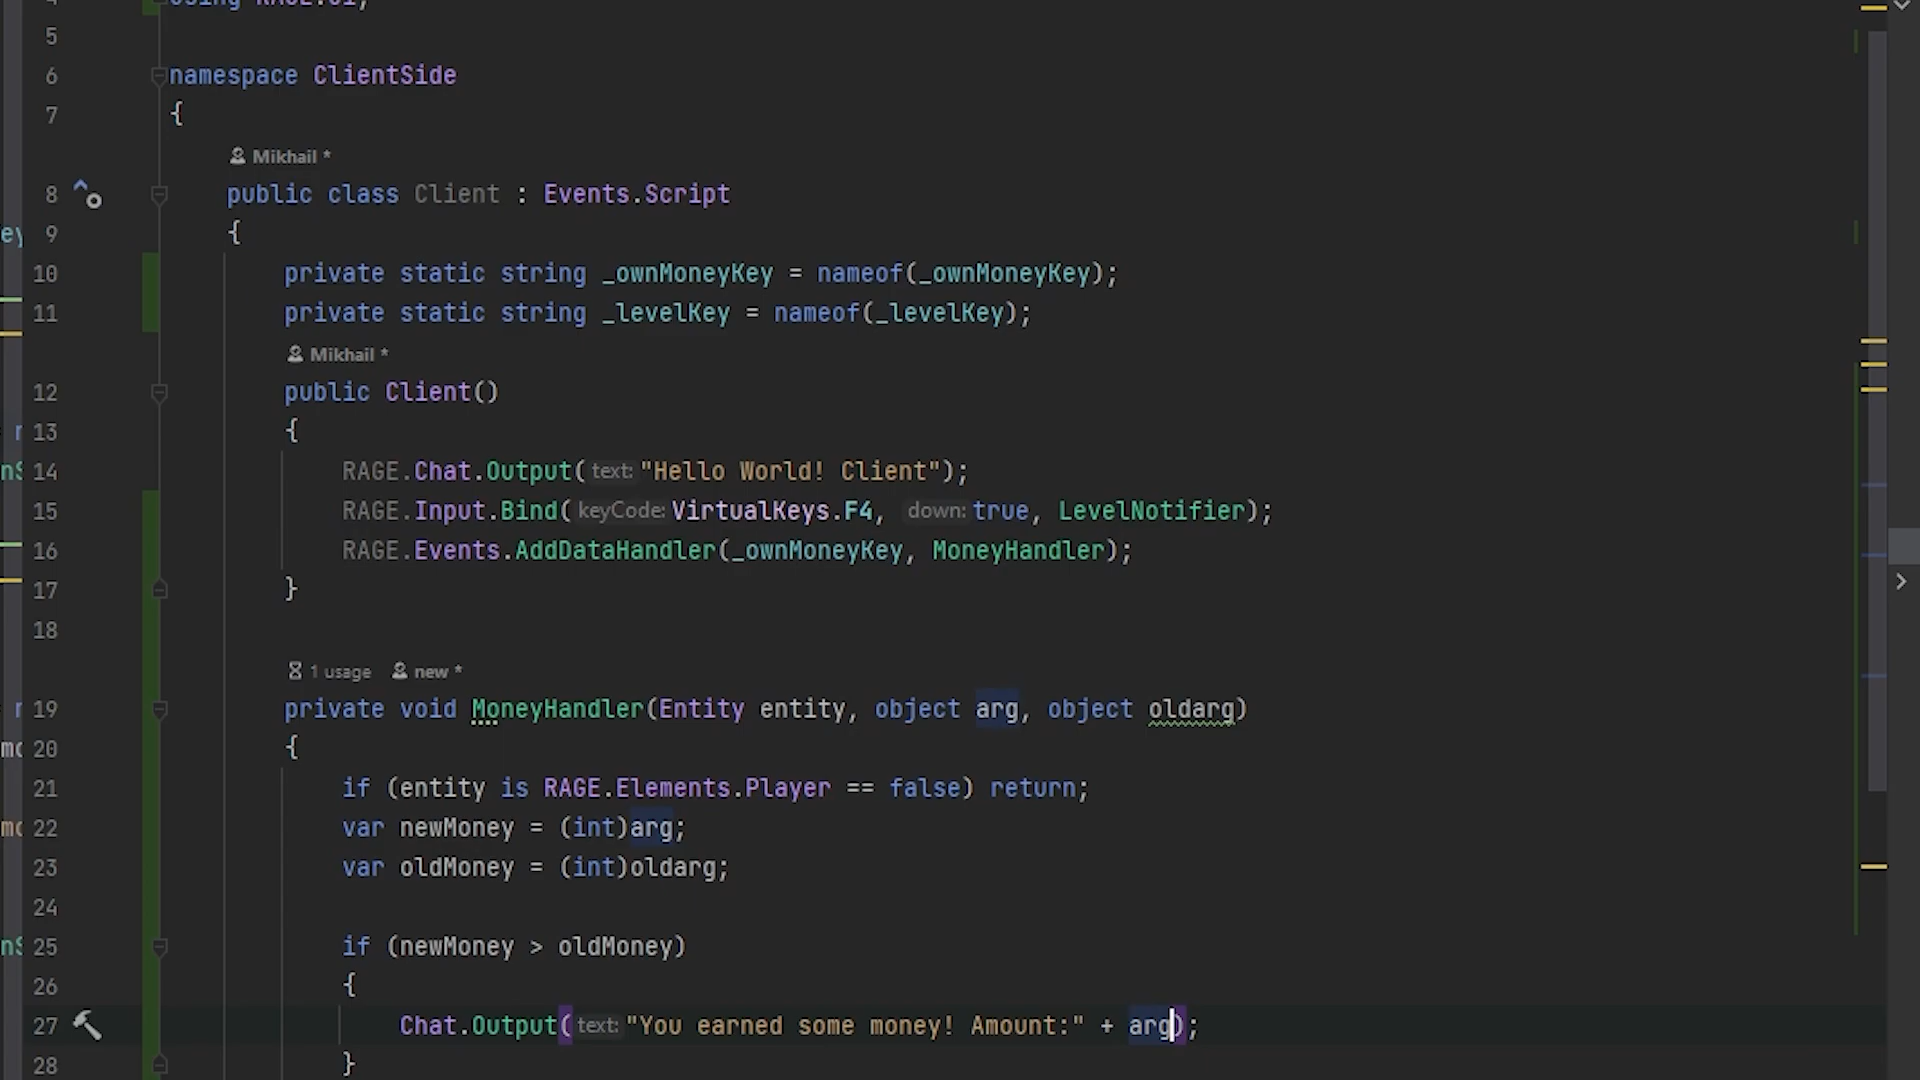 5
6 namespace ClientSide
7 {
Mikhail *
8 public class Client : Events.Script
9 {
10 private static string _ownMoneyKey = nameof(_ownMoneyKey);
11 private static string _levelKey = nameof(_levelKey);
Mikhail *
12 public Client()
13 {
14 RAGE.Chat.Output( text: "Hello World! Client");
15 RAGE.Input.Bind( keyCode: VirtualKeys.F4, down: true, LevelNotifier);
16 RAGE.Events.AddDataHandler(_ownMoneyKey, MoneyHandler);
17 }
18
1 usage new *
19 private void MoneyHandler(Entity entity, object arg, object oldarg)
20 {
21 if (entity is RAGE.Elements.Player == false) return;
22 var newMoney = (int)arg;
23 var oldMoney = (int)oldarg;
24
25 if (newMoney > oldMoney)
26 {
27 Chat.Output( text: "You earned some money! Amount:" + arg);
28 }